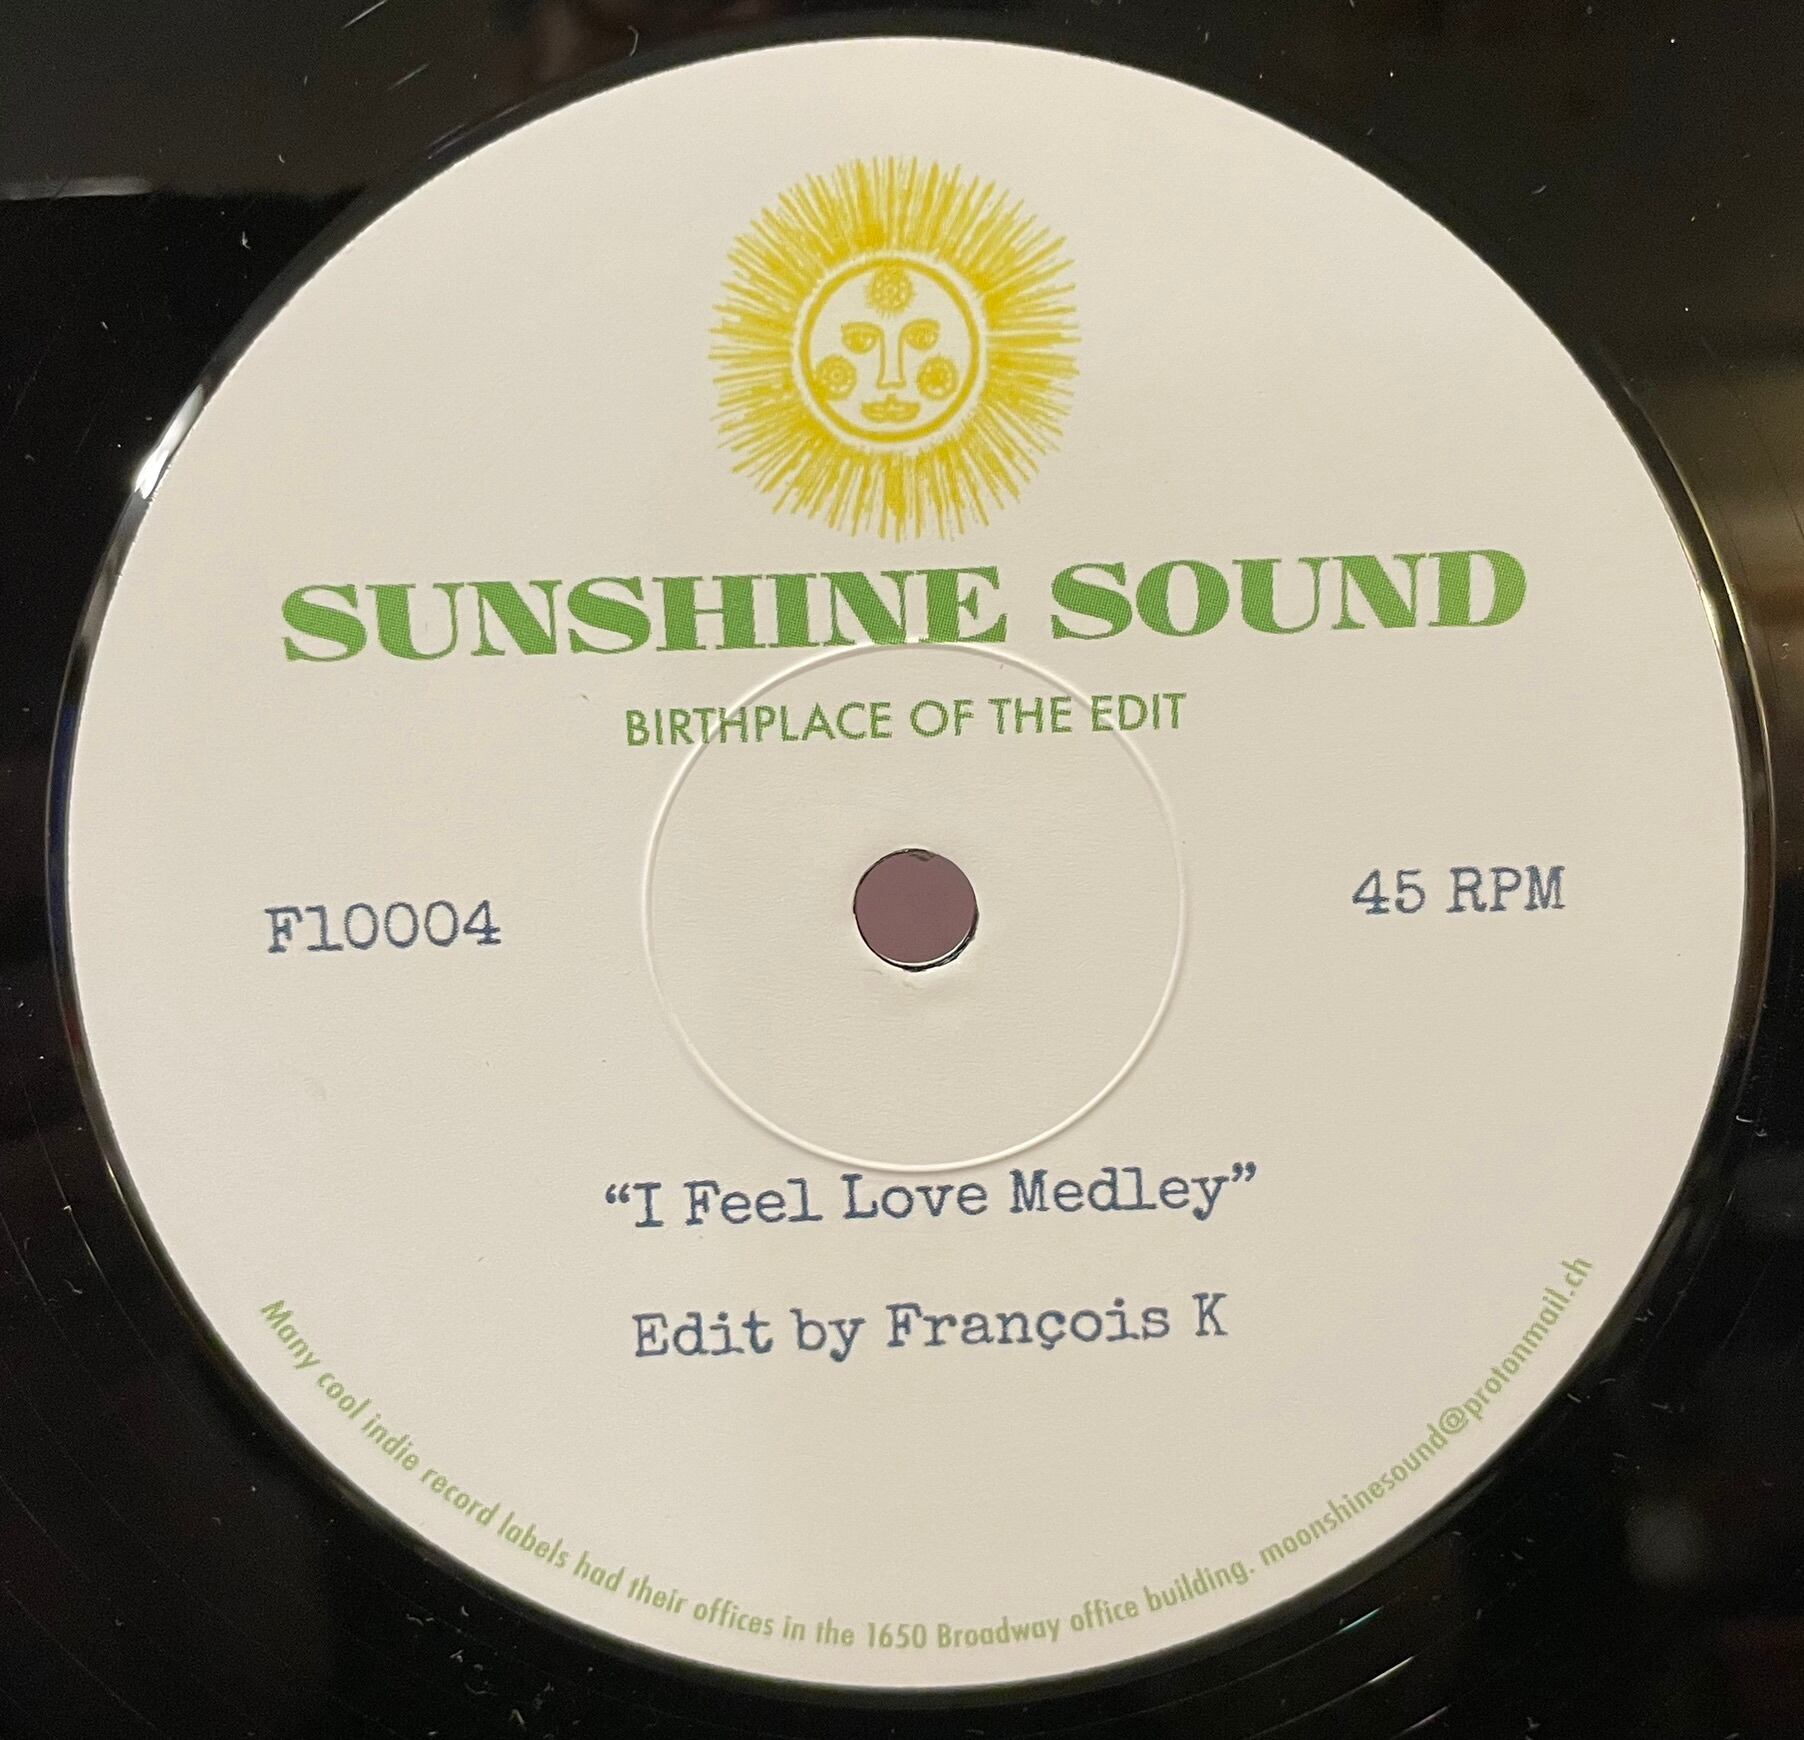 SUNSHINE SOUND
BIRTHPLACE OF THE EDIT
F10004
45 RPM
“I Feel Love Medley”
Edit by François K
Many cool indie record labels had their offices in the 1650 Broadway office building. moonshinesound@protonmail.ch